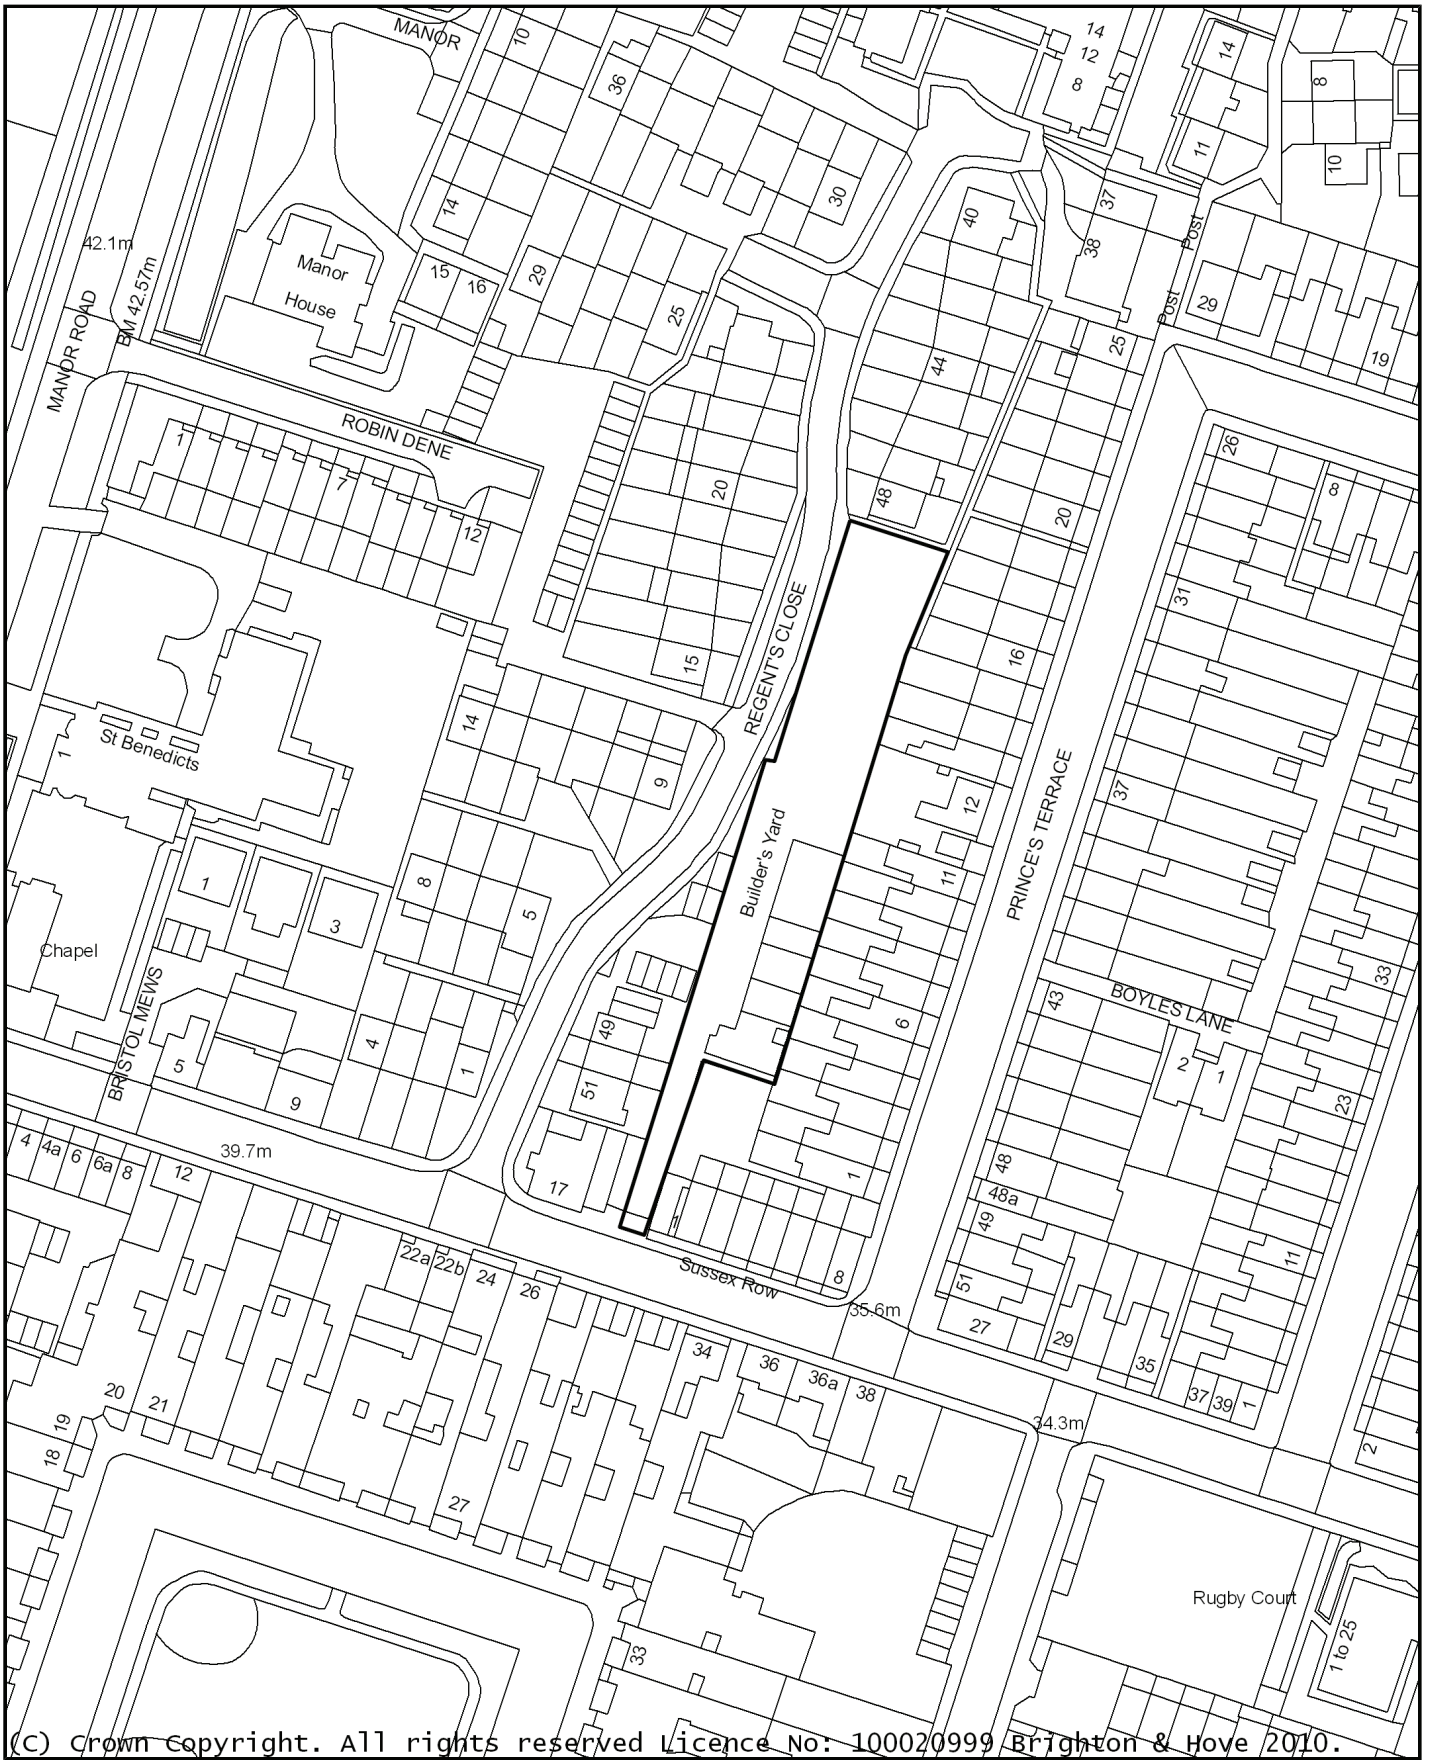 MANOR
10
36
14
12
8
14
11
8
10
30
40
37
38
Post
Post
29
19
25
42.1m
BM 42.57m
MANOR ROAD
Manor
House
14
15
16
29
25
44
48
20
20
15
16
12
11
6
1
ROBIN DENE
1
7
12
REGENT'S CLOSE
26
8
31
37
PRINCE'S TERRACE
St Benedicts
1
14
9
Builder's Yard
1
3
8
5
Chapel
BRISTOL MEWS
5
9
4
1
49
51
17
33
43
BOYLES LANE
2
1
23
48
48a
49
51
11
27
29
35
37
39
1
2
4
4a
6
6a
8
12
39.7m
22a
22b
24
26
1
Sussex Row
8
35.6m
34
36
36a
38
34.3m
20
21
19
18
27
33
Rugby Court
1 to 25
(C) Crown Copyright. All rights reserved Licence No: 100020999 Brighton & Hove 2010.